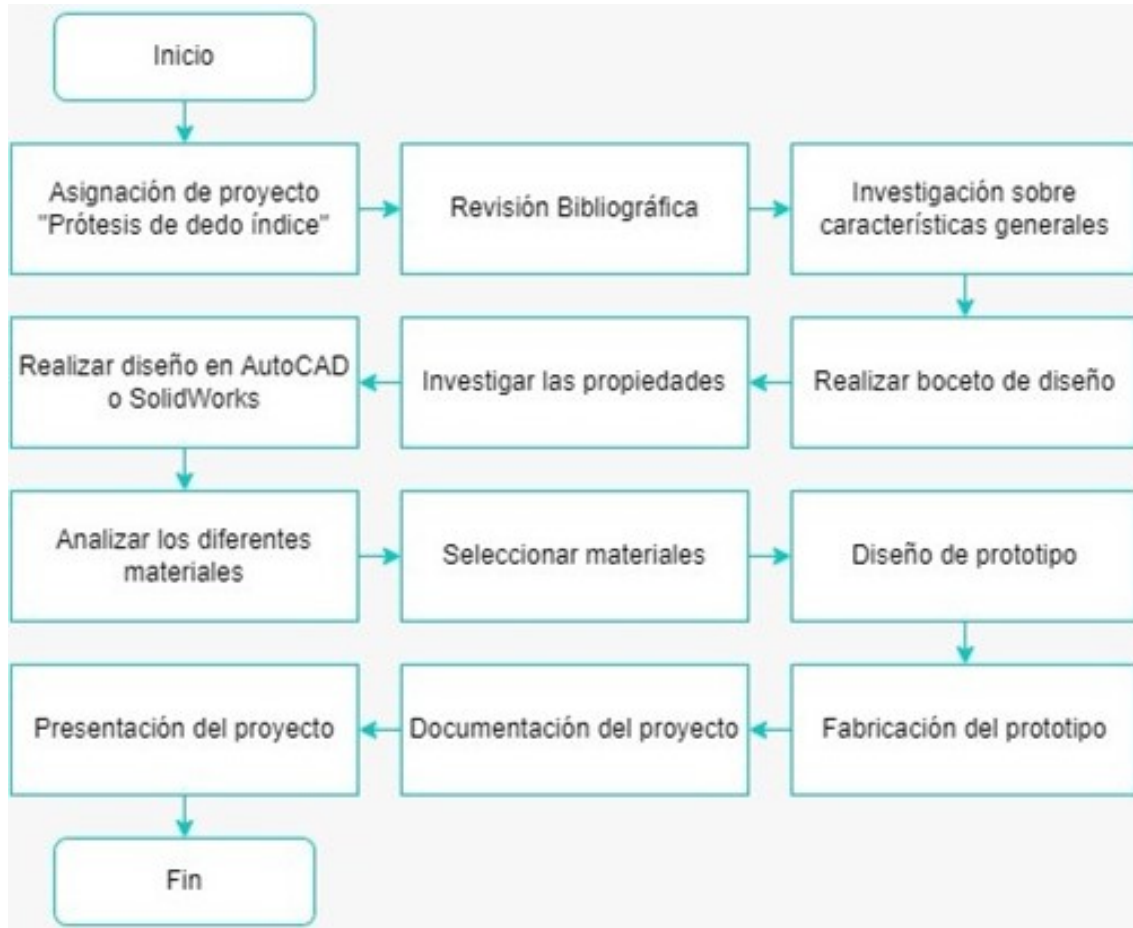 Inicio
Asignación de proyecto
"Prótesis de dedo índice"
Revisión Bibliográfica
Investigación sobre
características generales
Realizar boceto de diseño
Investigar las propiedades
Realizar diseño en AutoCAD
o SolidWorks
Analizar los diferentes
materiales
Seleccionar materiales
Diseño de prototipo
Fabricación del prototipo
Documentación del proyecto
Presentación del proyecto
Fin